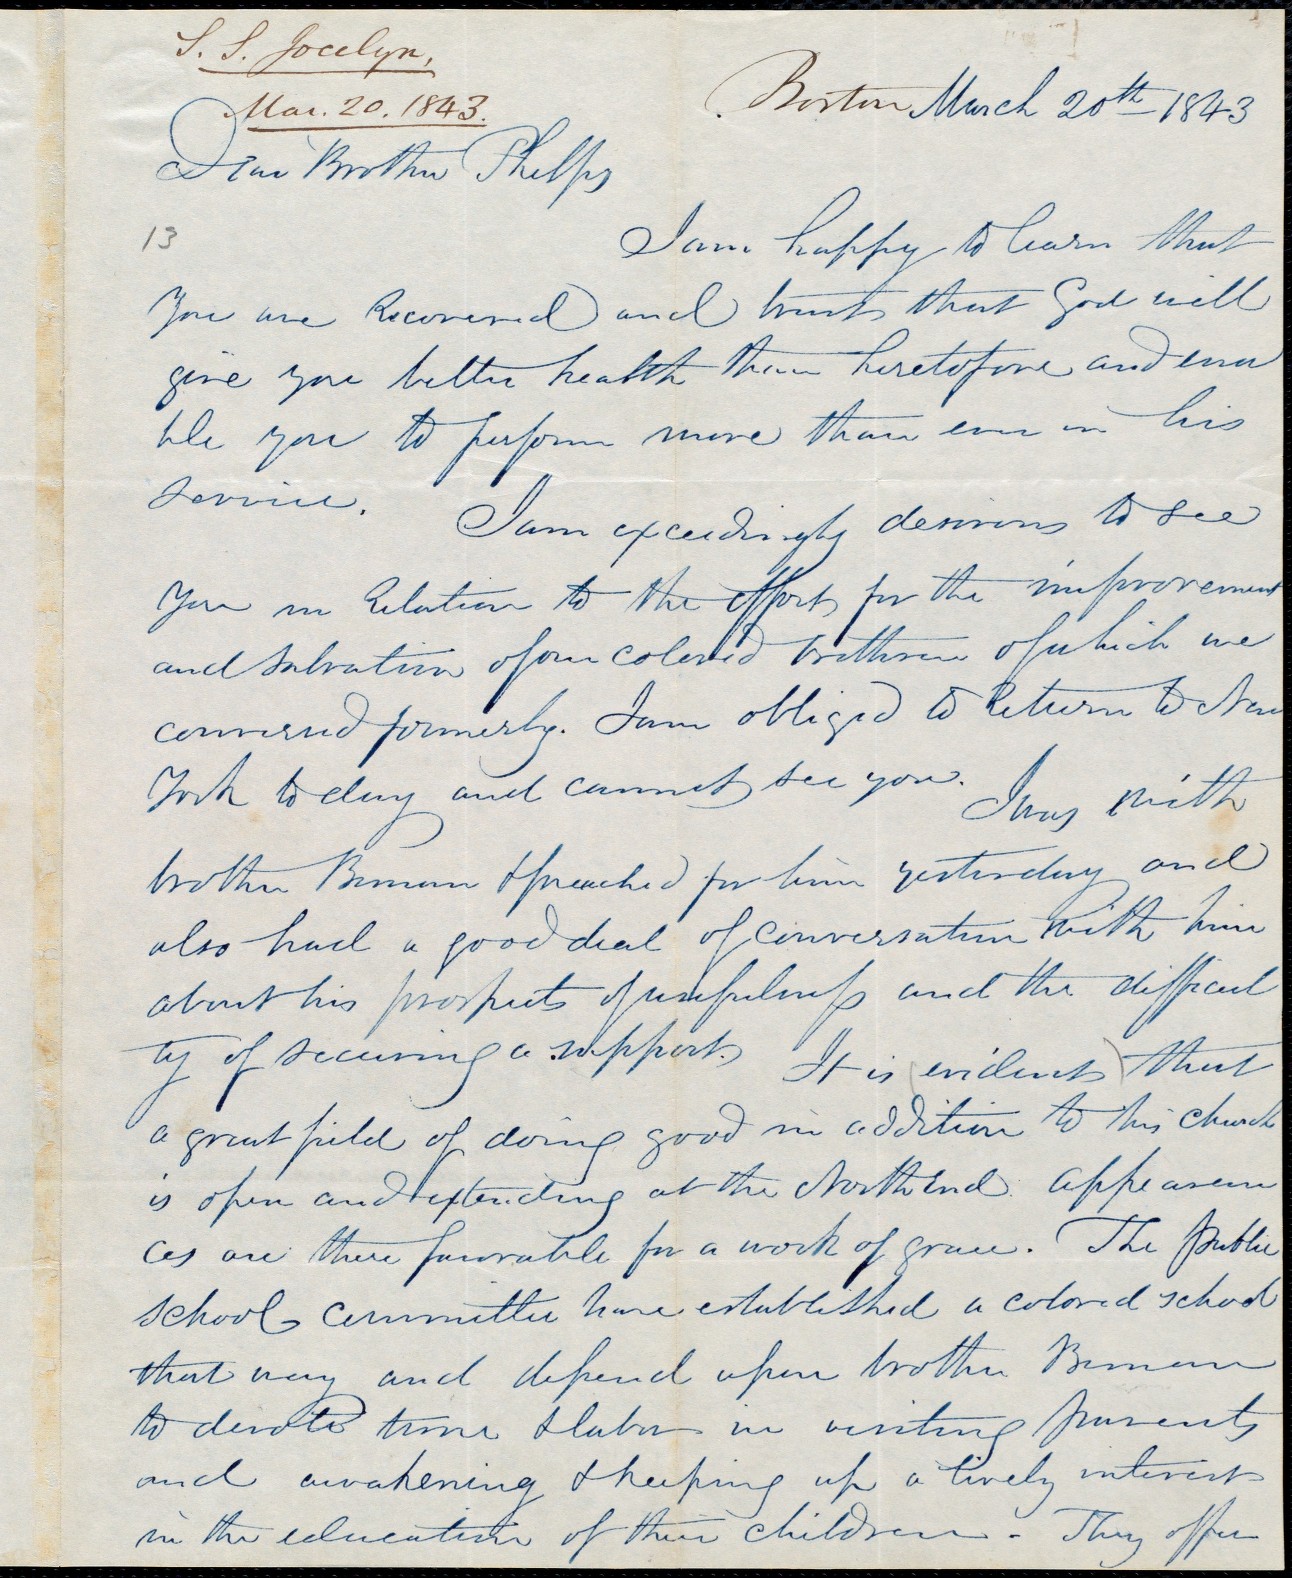 S. S. Jocelyn,
Mar. 20. 1843.
Boston March 20th 1843
Dear Brother Phelps
13
I am happy to learn that
You are Recovered and trust that God will
give you better health than heretofore and ena
ble you to perform more than ever in his
service.
I am exceedingly desirous to see
You in Relation to the effort for the improvement
and salvation of our colored brethren of which we
conversed formerly. I am obliged to Return to New
York to day and cannot see you.
I was with
brother Beman & preached for him yesterday and
also had a good deal of conversation with him
about his prospects of usefulness and the difficul
ty of securing a support.
It is evident that
a great field of doing good in addition to his church
is open and extending at the North End. appearan
ces are there favorable for a work of grace. The public
school committee have established a colored school
that way and depend upon brother Beman
to devote time & labor in visiting parents
and awakening & keeping up a lively interest
in the education of their children - They offer